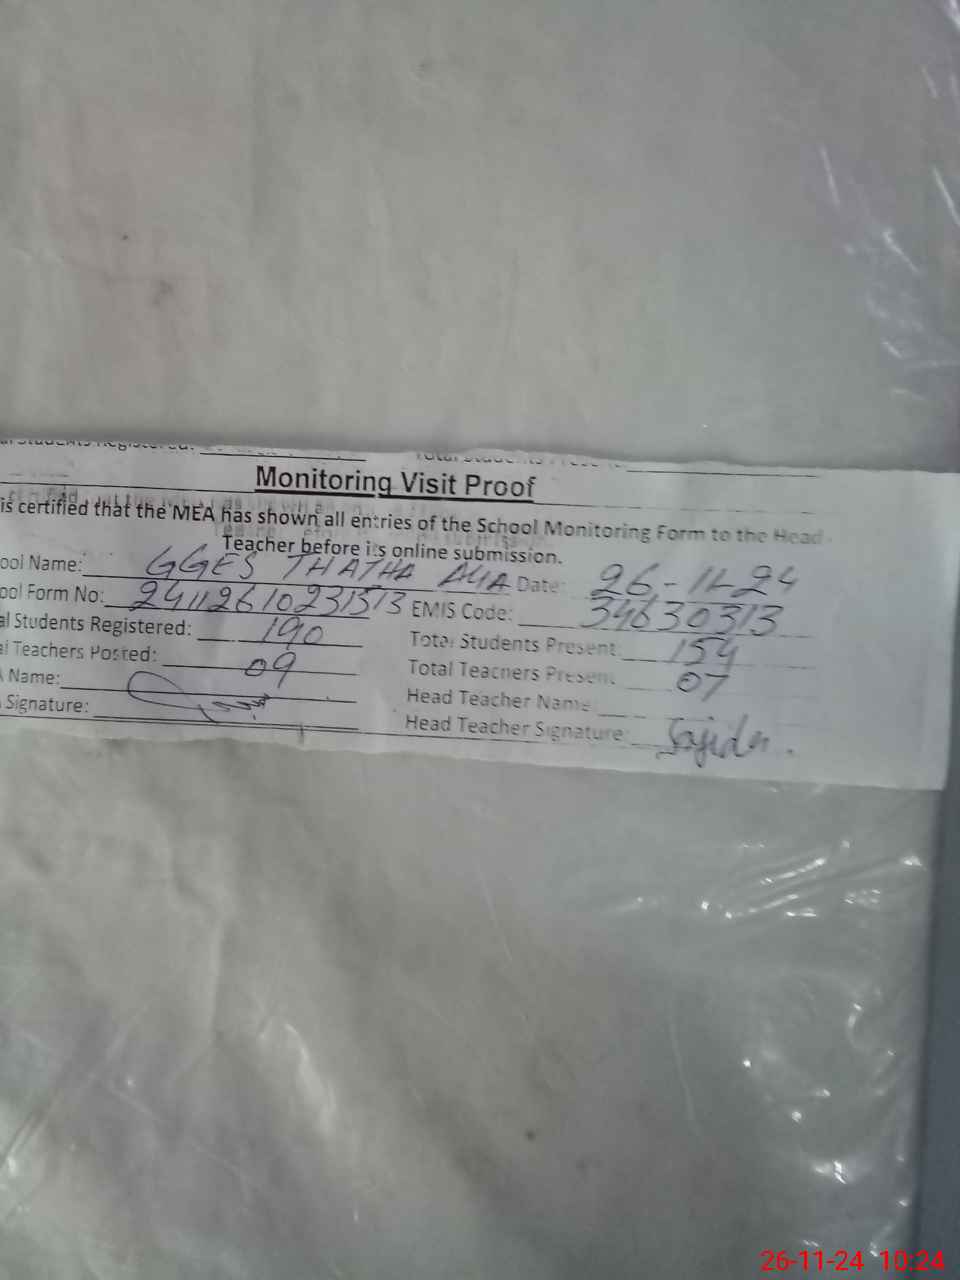 Monitoring Visit Proof
is certified that the MEA has shown all entries of the School Monitoring Form to the Head
Teacher before its online submission.
ool Name: GGES THATHA ALIA Date: 26-11-24
ool Form No: 2411261023 EMIS Code: 34630313
al Students Registered: 190 Total Students Present: 154
al Teachers Posted: 09 Total Teachers Present 07
A Name: Head Teacher Name
Signature: Head Teacher Signature: Sajida.
26-11-24 10:24